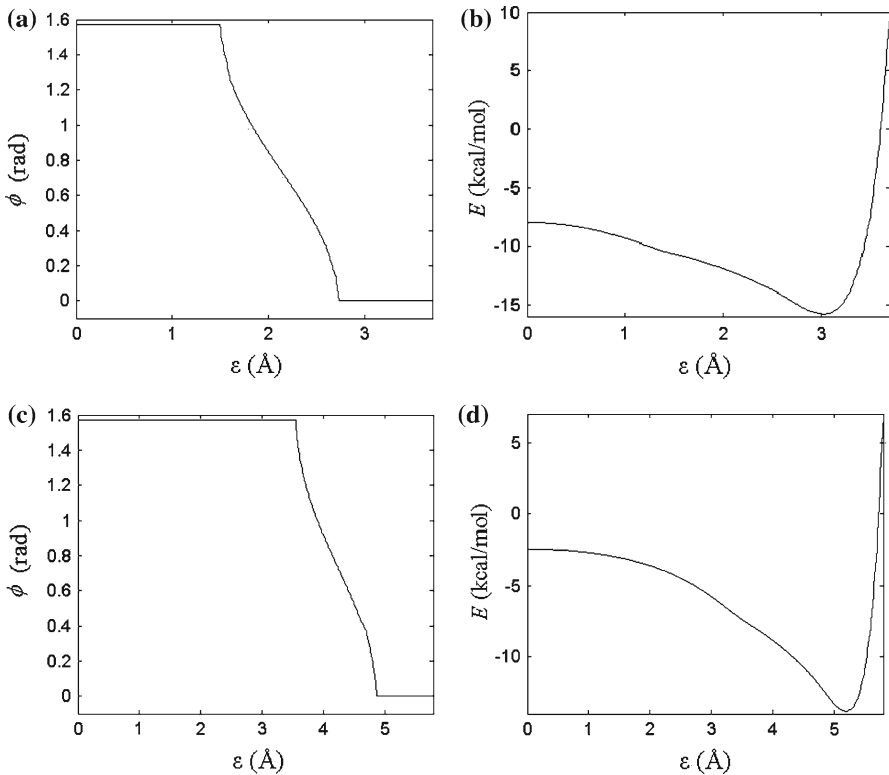 (a)
1.6
1.4
1.2
1
0.8
0.6
0.4
0.2
0
ϕ (rad)
0 1 2 3
ε (Å)
(b)
10
5
0
−5
−10
−15
E (kcal/mol)
0 1 2 3
ε (Å)
(c)
1.6
1.4
1.2
1
0.8
0.6
0.4
0.2
0
ϕ (rad)
0 1 2 3 4 5
ε (Å)
(d)
5
0
−5
−10
E (kcal/mol)
0 1 2 3 4 5
ε (Å)